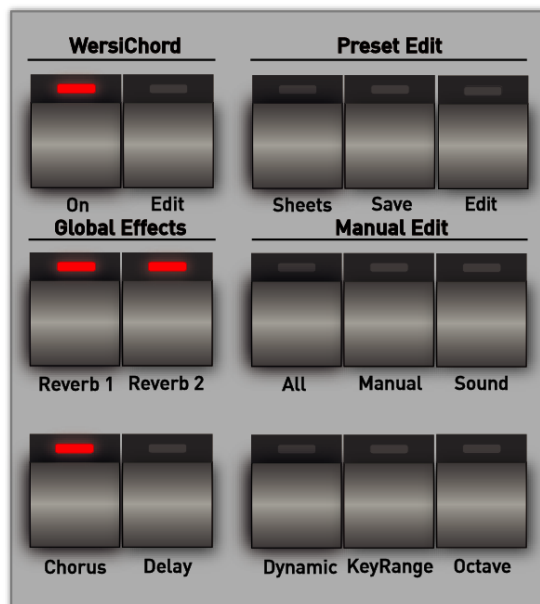 WersiChord Preset Edit
On Edit Sheets Save Edit
Global Effects Manual Edit
Reverb 1 Reverb 2 All Manual Sound
Chorus Delay Dynamic KeyRange Octave